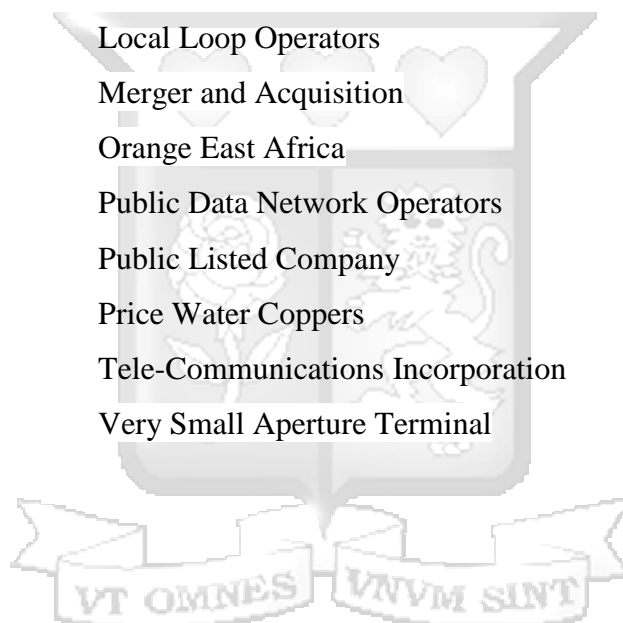 Local Loop Operators
Merger and Acquisition
Orange East Africa
Public Data Network Operators
Public Listed Company
Price Water Coppers
Tele-Communications Incorporation
Very Small Aperture Terminal
VT OMNES VNVM SINT